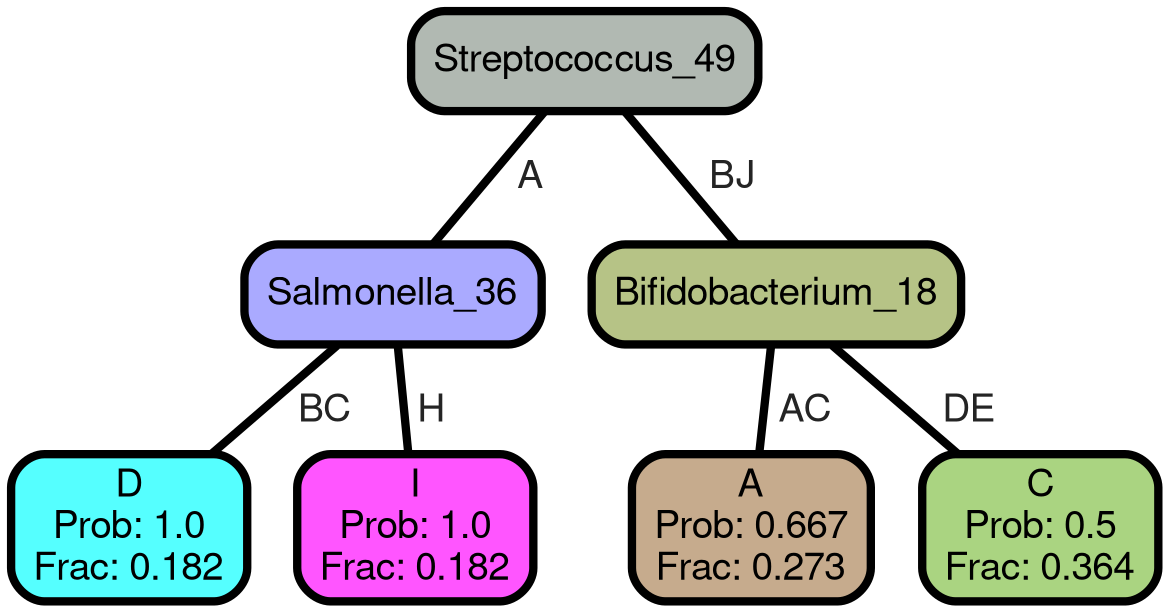 Streptococcus_49
A
BJ
Salmonella_36
Bifidobacterium_18
BC
H
AC
DE
D
Prob: 1.0
Frac: 0.182
I
Prob: 1.0
Frac: 0.182
A
Prob: 0.667
Frac: 0.273
C
Prob: 0.5
Frac: 0.364